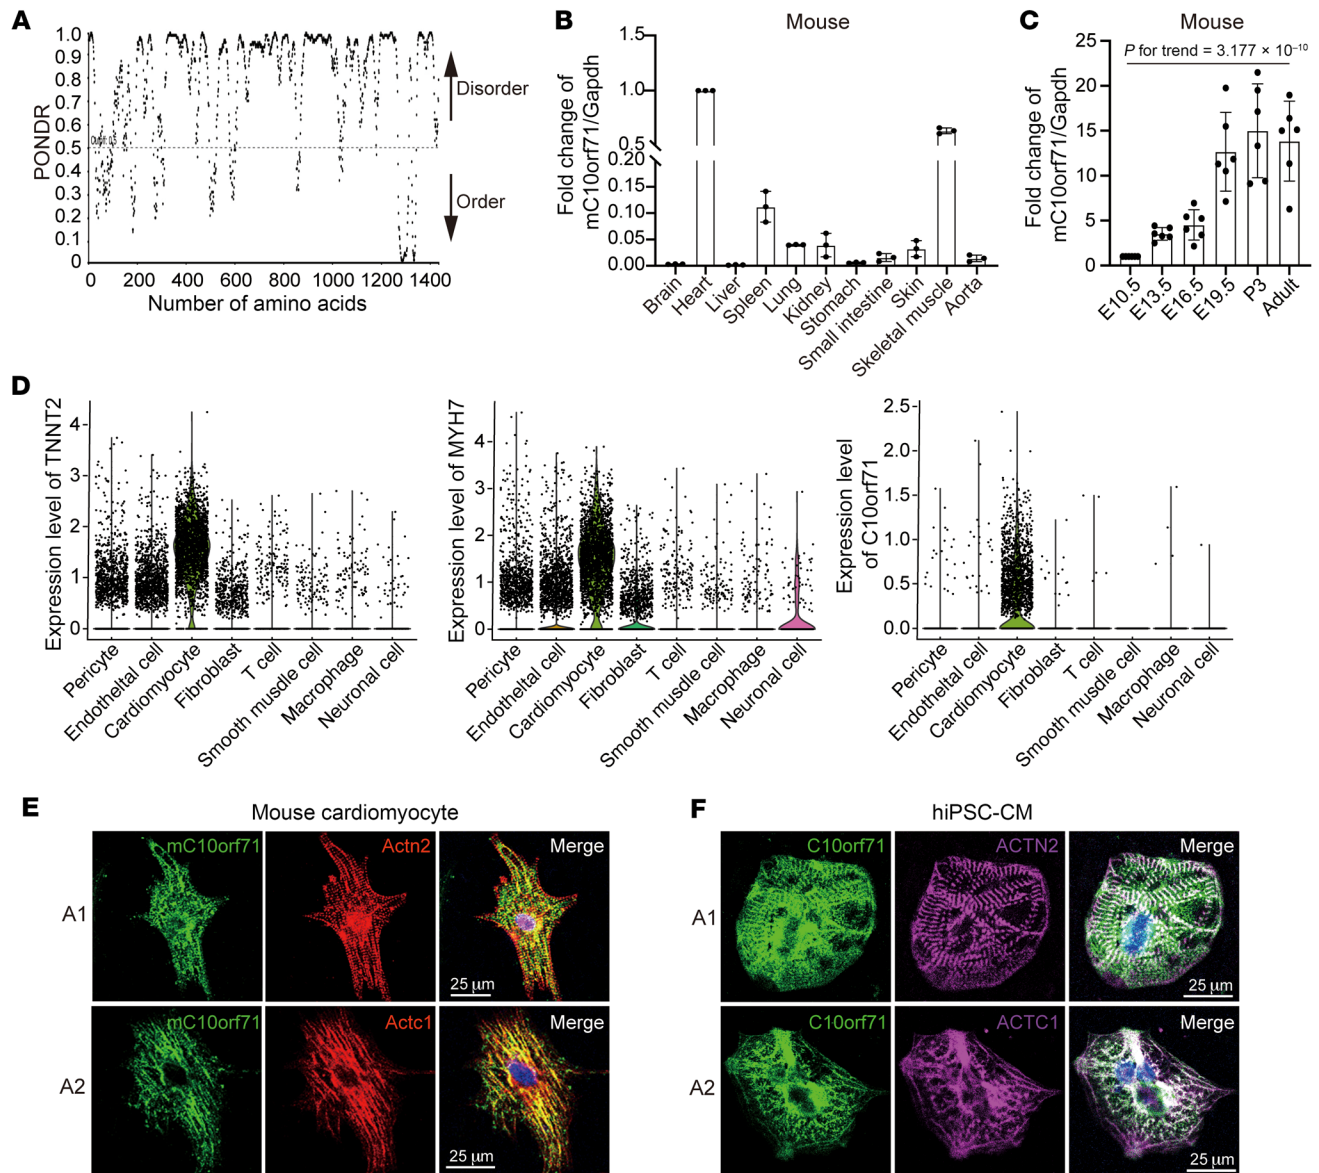 A
PONDR
1.0
0.9
0.8
0.7
0.6
0.5
0.4
0.3
0.2
0.1
0
Disorder
Order
0 200 400 600 800 1000 1200 1400
Number of amino acids
B
Mouse
Fold change of
mC10orf71/Gapdh
1.5
1.0
0.5
0.20
0.15
0.10
0.05
0.00
Brain
Heart
Liver
Spleen
Lung
Kidney
Stomach
Small intestine
Skin
Skeletal muscle
Aorta
C
Mouse
P for trend = 3.177 × 10–10
Fold change of
mC10orf71/Gapdh
25
20
15
10
5
0
E10.5
E13.5
E16.5
E19.5
P3
Adult
D
Expression level of TNNT2
4
3
2
1
0
Pericyte
Endotheltal cell
Cardiomyocyte
Fibroblast
T cell
Smooth musdle cell
Macrophage
Neuronal cell
Expression level of MYH7
4
3
2
1
0
Pericyte
Endotheltal cell
Cardiomyocyte
Fibroblast
T cell
Smooth musdle cell
Macrophage
Neuronal cell
Expression level
of C10orf71
2.5
2.0
1.5
1.0
0.5
0.0
Pericyte
Endotheltal cell
Cardiomyocyte
Fibroblast
T cell
Smooth musdle cell
Macrophage
Neuronal cell
E
Mouse cardiomyocyte
A1
mC10orf71
Actn2
Merge
25 μm
A2
mC10orf71
Actc1
Merge
25 μm
F
hiPSC-CM
A1
C10orf71
ACTN2
Merge
25 μm
A2
C10orf71
ACTC1
Merge
25 μm